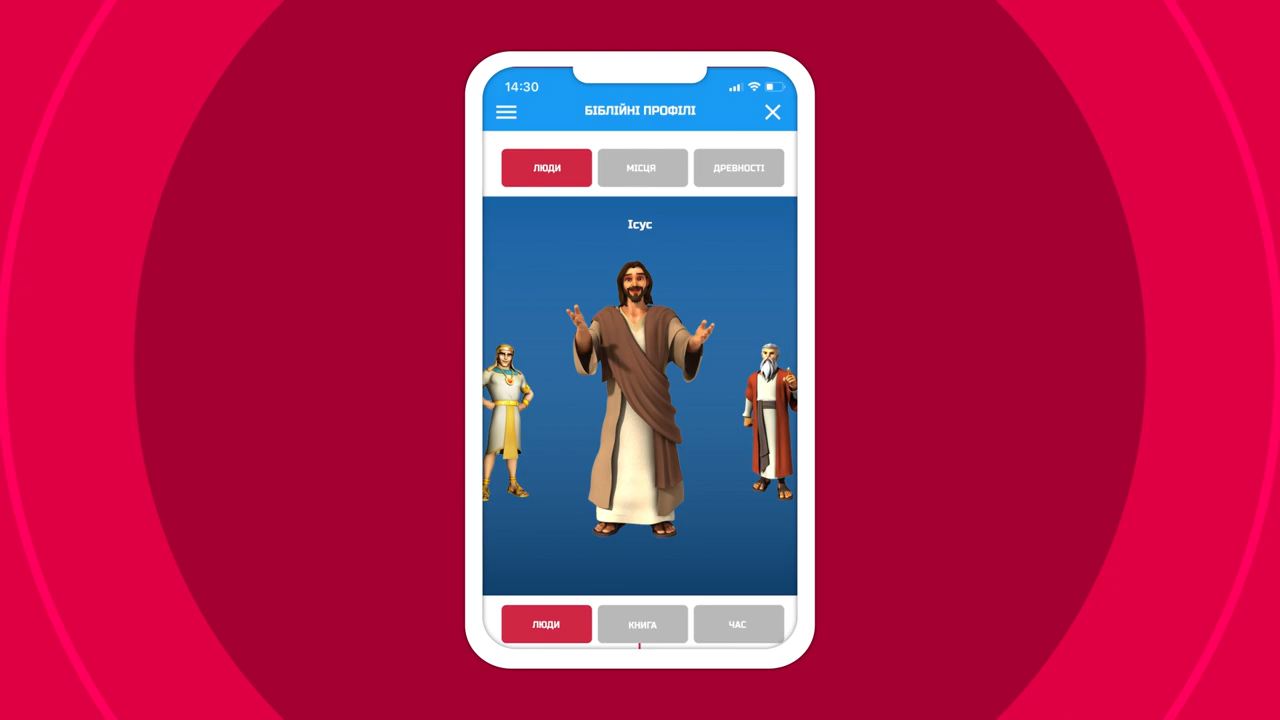 14:30
БІБЛІЙНІ ПРОФІЛІ
ЛЮДИ МІСЦЯ ДРЕВНОСТІ
Ісус
ЛЮДИ КНИГА ЧАС